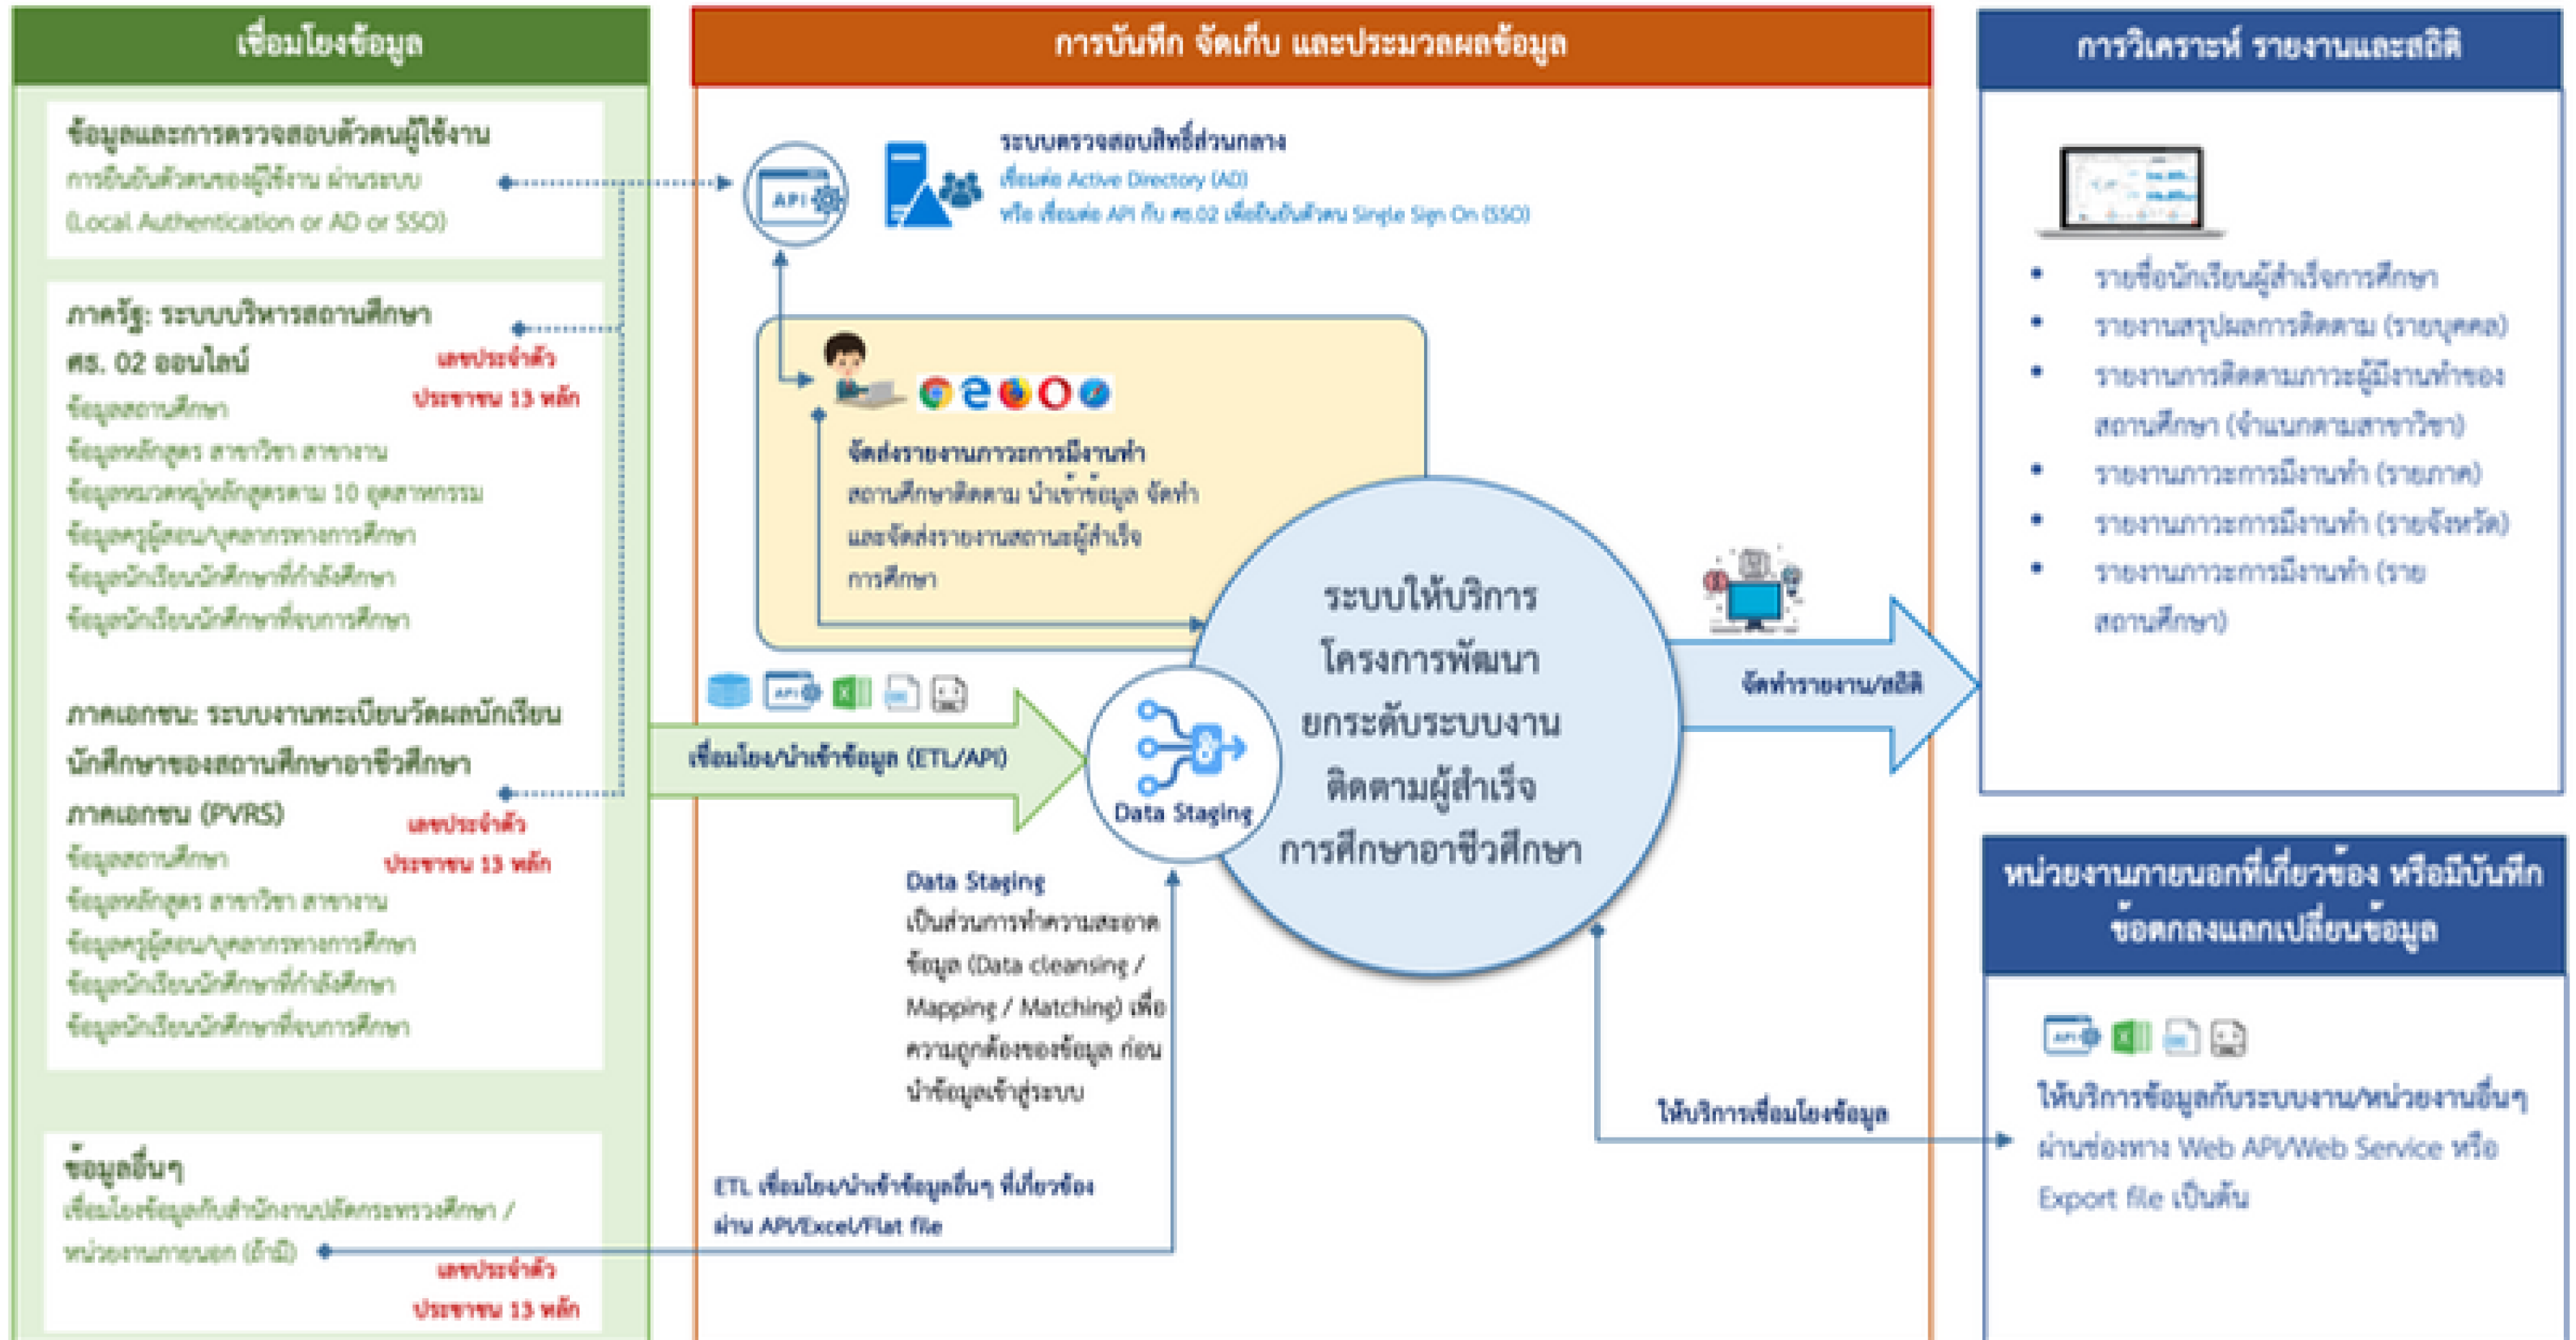 เชื่อมโยงข้อมูล
ข้อมูลและการตรวจสอบตัวตนผู้ใช้งาน
การยืนยันตัวตนของผู้ใช้งาน ผ่านระบบ
(Local Authentication or AD or SSO)
ภาครัฐ: ระบบบริหารสถานศึกษา
ศธ. 02 ออนไลน์
เลขประจำตัว
ประชาชน 13 หลัก
ข้อมูลสถานศึกษา
ข้อมูลหลักสูตร สาขาวิชา สาขางาน
ข้อมูลหมวดหมู่หลักสูตรตาม 10 อุตสาหกรรม
ข้อมูลครูผู้สอน/บุคลากรทางการศึกษา
ข้อมูลนักเรียนนักศึกษาที่กำลังศึกษา
ข้อมูลนักเรียนนักศึกษาที่จบการศึกษา
ภาคเอกชน: ระบบงานทะเบียนวัดผลนักเรียน
นักศึกษาของสถานศึกษาอาชีวศึกษา
ภาคเอกชน (PVRS)
เลขประจำตัว
ประชาชน 13 หลัก
ข้อมูลสถานศึกษา
ข้อมูลหลักสูตร สาขาวิชา สาขางาน
ข้อมูลครูผู้สอน/บุคลากรทางการศึกษา
ข้อมูลนักเรียนนักศึกษาที่กำลังศึกษา
ข้อมูลนักเรียนนักศึกษาที่จบการศึกษา
ข้อมูลอื่นๆ
เชื่อมโยงข้อมูลกับสำนักงานปลัดกระทรวงศึกษา /
หน่วยงานภายนอก (ถ้ามี)
เลขประจำตัว
ประชาชน 13 หลัก
การบันทึก จัดเก็บ และประมวลผลข้อมูล
API
ระบบตรวจสอบสิทธิ์ส่วนกลาง
เชื่อมต่อ Active Directory (AD)
หรือ เชื่อมต่อ API กับ ศธ.02 เพื่อยืนยันตัวตน Single Sign On (SSO)
จัดส่งรายงานภาวะการมีงานทำ
สถานศึกษาติดตาม นำเข้าข้อมูล จัดทำ
และจัดส่งรายงานสถานะผู้สำเร็จ
การศึกษา
API
เชื่อมโยง/นำเข้าข้อมูล (ETL/API)
Data Staging
ระบบให้บริการ
โครงการพัฒนา
ยกระดับระบบงาน
ติดตามผู้สำเร็จ
การศึกษาอาชีวศึกษา
Data Staging
เป็นส่วนการทำความสะอาด
ข้อมูล (Data cleansing /
Mapping / Matching) เพื่อ
ความถูกต้องของข้อมูล ก่อน
นำข้อมูลเข้าสู่ระบบ
ETL เชื่อมโยง/นำเข้าข้อมูลอื่นๆ ที่เกี่ยวข้อง
ผ่าน API/Excel/Flat file
จัดทำรายงาน/สถิติ
ให้บริการเชื่อมโยงข้อมูล
การวิเคราะห์ รายงานและสถิติ
• รายชื่อนักเรียนผู้สำเร็จการศึกษา
• รายงานสรุปผลการติดตาม (รายบุคคล)
• รายงานการติดตามภาวะผู้มีงานทำของ
สถานศึกษา (จำแนกตามสาขาวิชา)
• รายงานภาวะการมีงานทำ (รายภาค)
• รายงานภาวะการมีงานทำ (รายจังหวัด)
• รายงานภาวะการมีงานทำ (ราย
สถานศึกษา)
หน่วยงานภายนอกที่เกี่ยวข้อง หรือมีบันทึก
ข้อตกลงแลกเปลี่ยนข้อมูล
API
ให้บริการข้อมูลกับระบบงาน/หน่วยงานอื่นๆ
ผ่านช่องทาง Web API/Web Service หรือ
Export file เป็นต้น